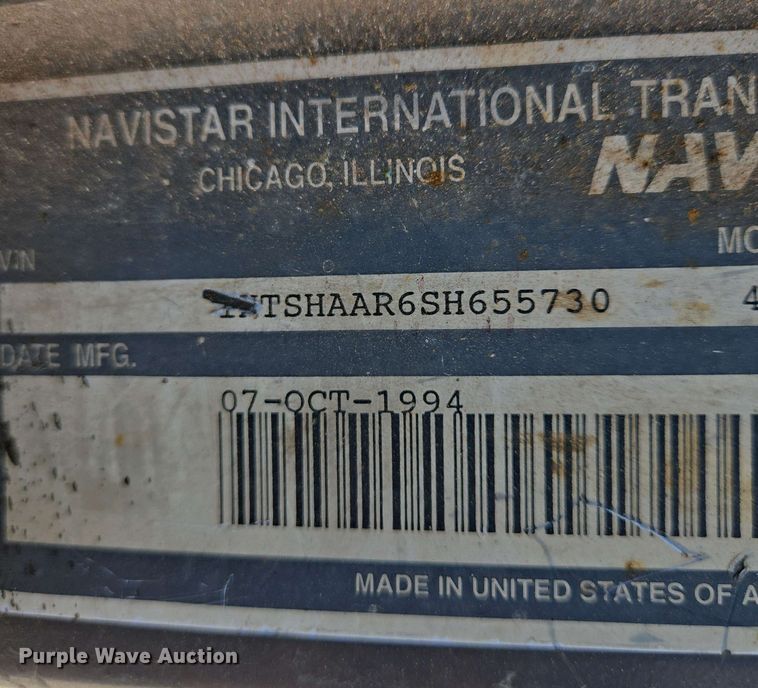 NAVISTAR INTERNATIONAL TRAN
CHICAGO, ILLINOIS
NAV
VIN
MO
1HTSHAAR6SH655730
4
DATE MFG.
07-OCT-1994
MADE IN UNITED STATES OF A
Purple Wave Auction